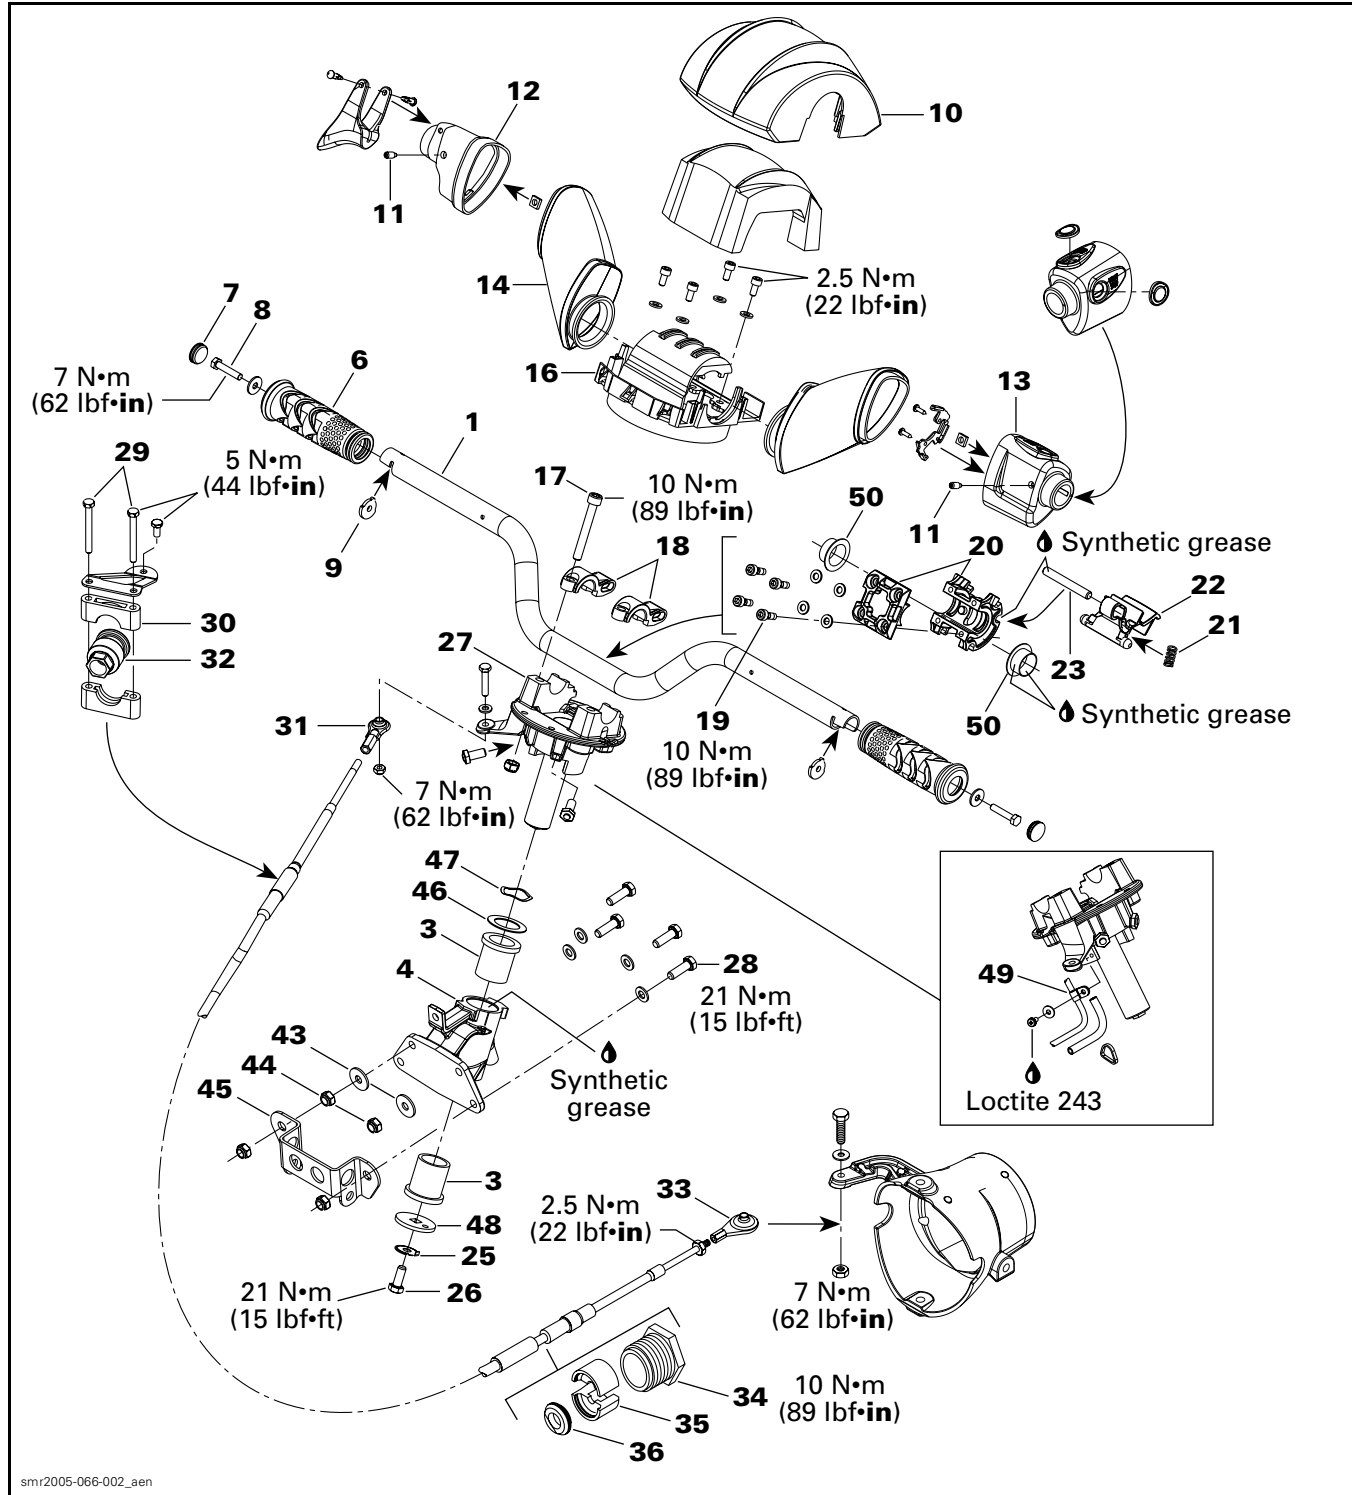 12
10
11
14
2.5 N•m
(22 lbf•in)
7
8
7 N•m
(62 lbf•in)
6
16
13
1
29
5 N•m
(44 lbf•in)
17
10 N•m
(89 lbf•in)
50
11
9
18
20
Synthetic grease
22
30
27
21
32
23
31
19
50
Synthetic grease
10 N•m
(89 lbf•in)
7 N•m
(62 lbf•in)
47
46
3
4
28
21 N•m
(15 lbf•ft)
49
43
44
45
Synthetic
grease
Loctite 243
3
33
2.5 N•m
(22 lbf•in)
48
25
21 N•m
(15 lbf•ft)
26
7 N•m
(62 lbf•in)
34
10 N•m
(89 lbf•in)
35
36
smr2005-066-002_aen